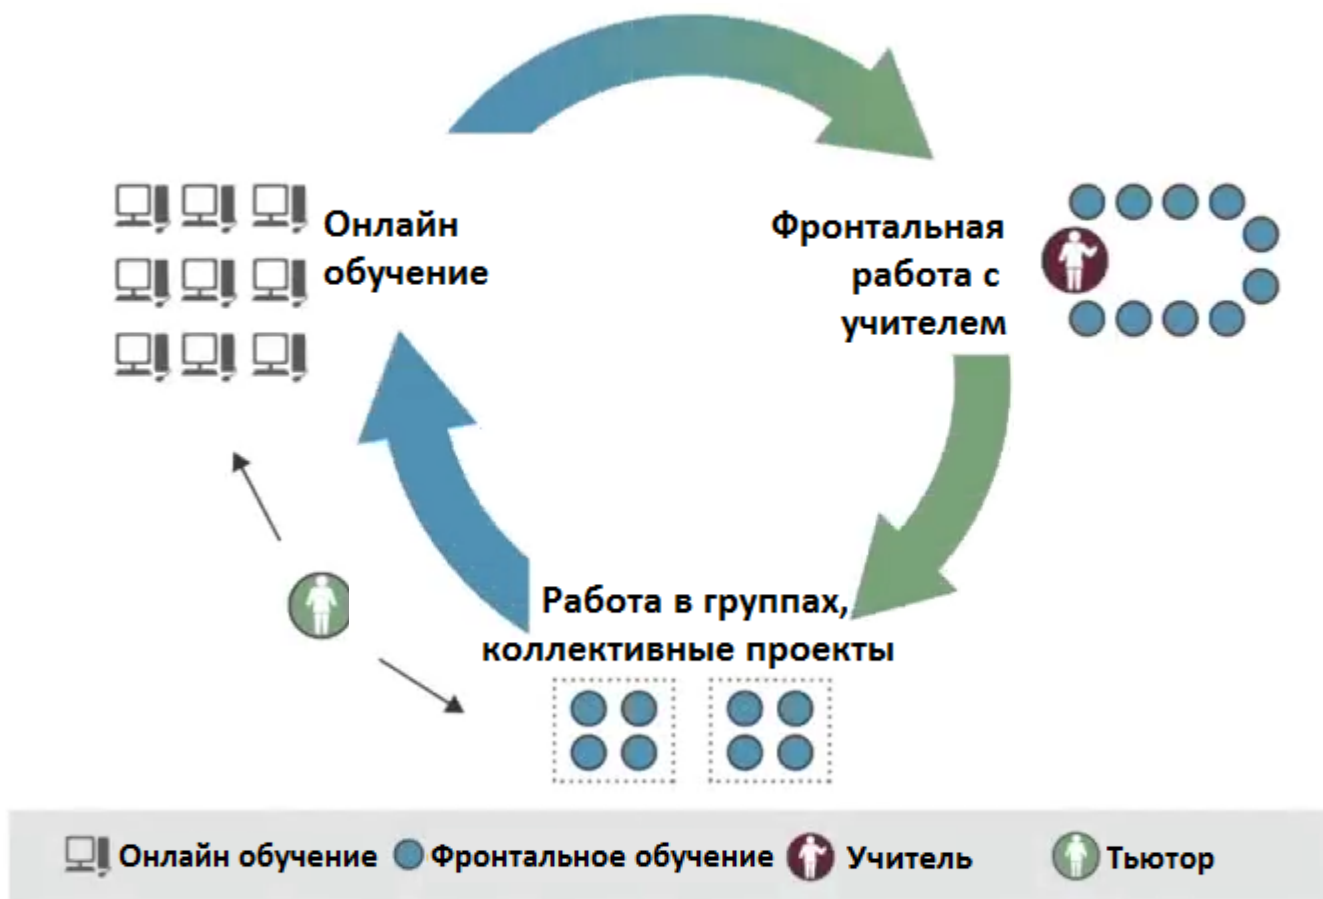 Онлайн
обучение
Фронтальная
работа с
учителем
Работа в группах,
коллективные проекты
Онлайн обучение
Фронтальное обучение
Учитель
Тьютор